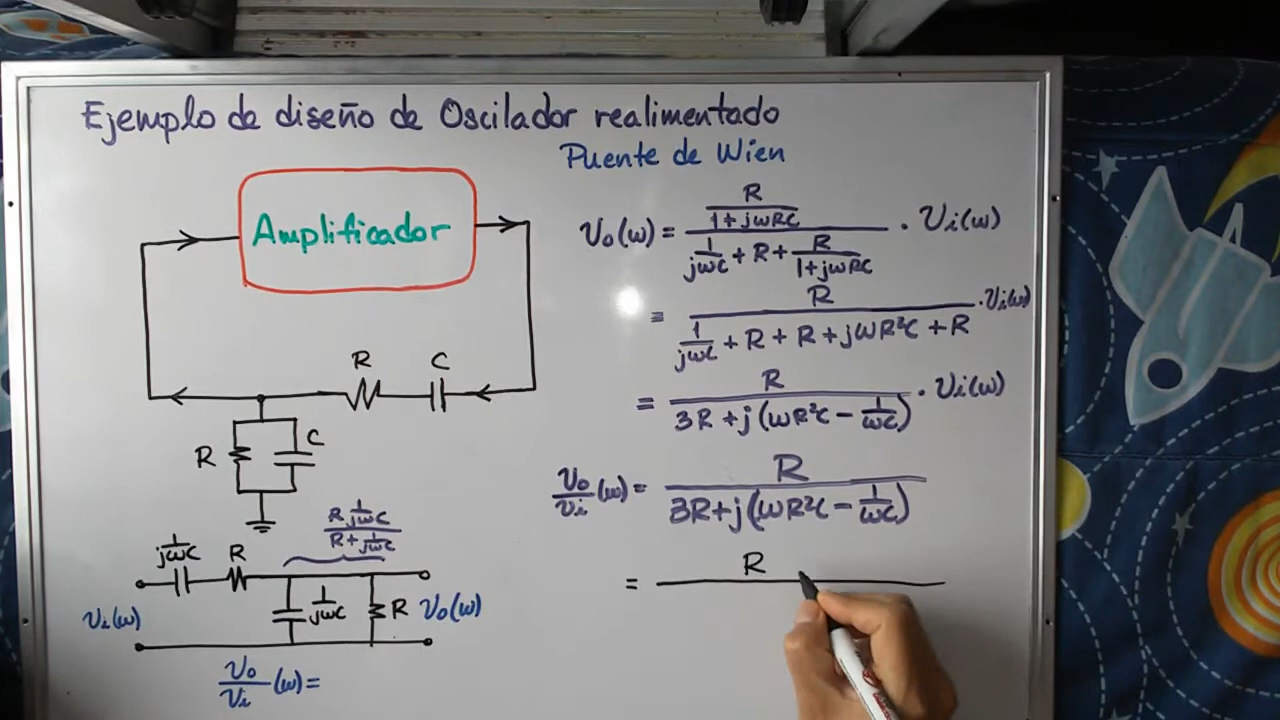 Ejemplo de diseño de Oscilador realimentado
Puente de Wien
Amplificador
R
C
R
C
1/jωC
R
(R 1/jωC)/(R + 1/jωC)
Vi(ω)
1/jωC
R
Vo(ω)
Vo/Vi (ω) =
Vo(ω) = (R/(1+jωRC))/(1/jωC + R + R/(1+jωRC)) · Vi(ω)
= R/(1/jωC + R + R + jωR²C + R) · Vi(ω)
= R/(3R + j(ωR²C − 1/ωC)) · Vi(ω)
Vo/Vi (ω) = R/(3R + j(ωR²C − 1/ωC))
= R